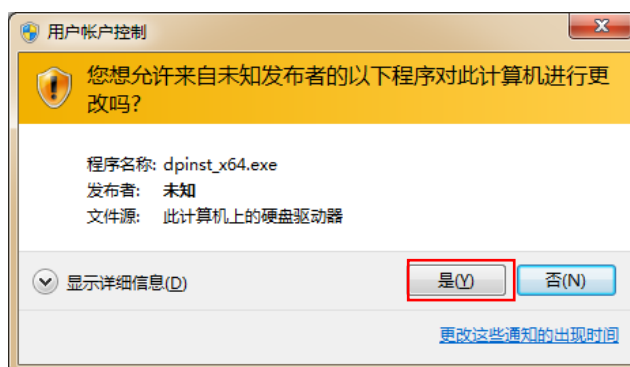 用户帐户控制
您想允许来自未知发布者的以下程序对此计算机进行更
改吗?
程序名称: dpinst_x64.exe
发布者: 未知
文件源: 此计算机上的硬盘驱动器
显示详细信息(D)
是(Y)
否(N)
更改这些通知的出现时间